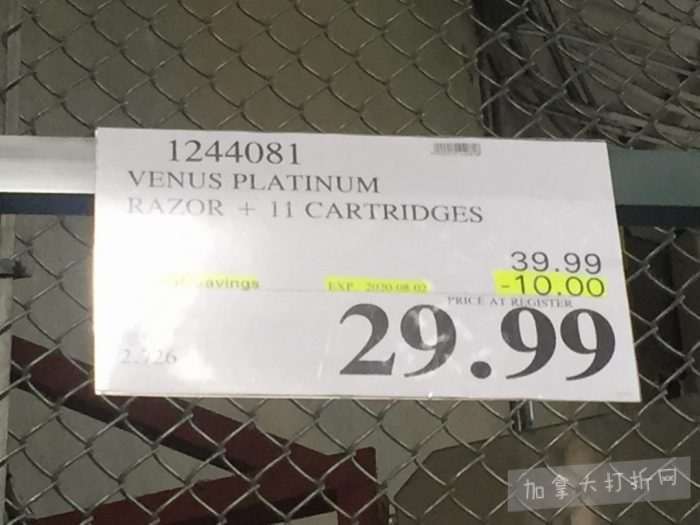 1244081
VENUS PLATINUM
RAZOR + 11 CARTRIDGES
39.99
Savings EXP. 2020-08-02 -10.00
PRICE AT REGISTER
29.99
加拿大打折网